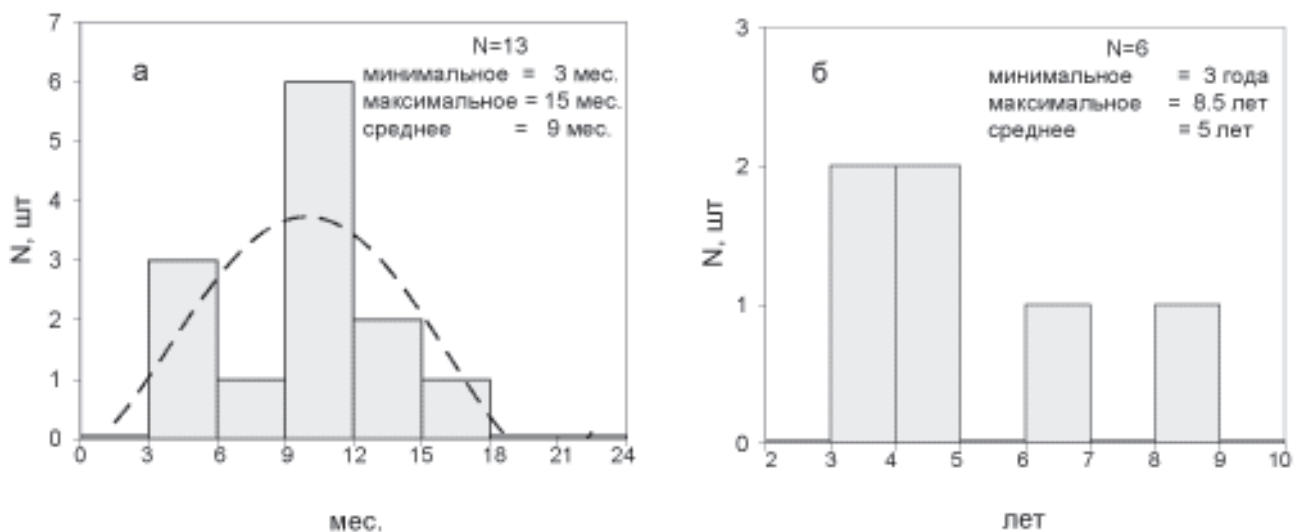 7
6
5
4
3
2
1
0
N, шт
а
N=13
минимальное = 3 мес.
максимальное = 15 мес.
среднее = 9 мес.
0 3 6 9 12 15 18 21 24
мес.
3
2
1
0
N, шт
б
N=6
минимальное = 3 года
максимальное = 8.5 лет
среднее = 5 лет
2 3 4 5 6 7 8 9 10
лет